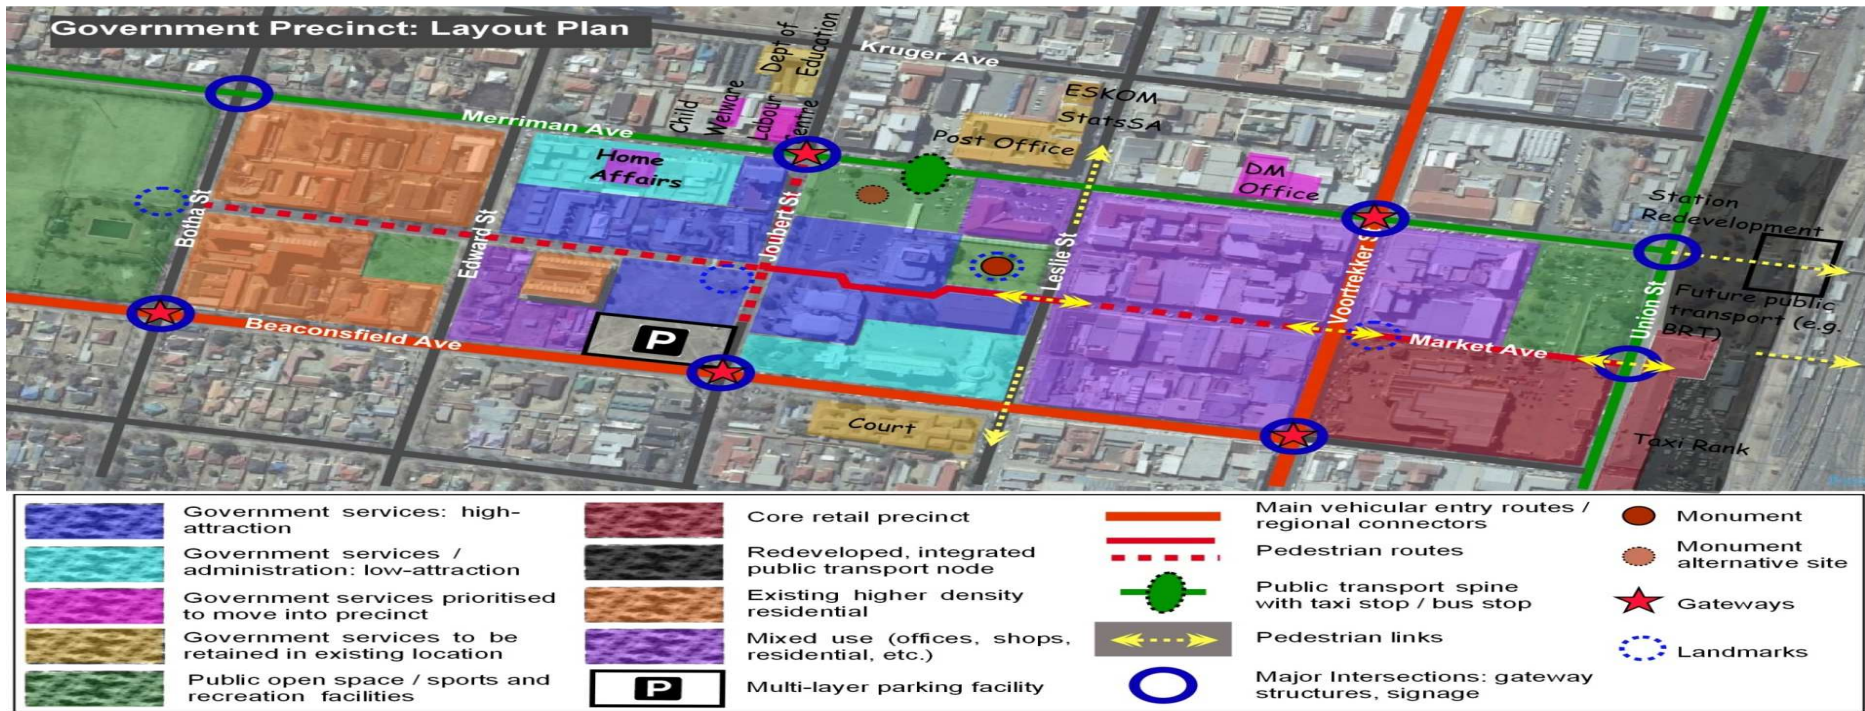 Government Precinct: Layout Plan
Kruger Ave
Dept of
Education
Child
Welware
Labour
Centre
ESKOM
StatsSA
Merriman Ave
Post Office
Home
Affairs
DM
Office
Station
Redevelopment
Botha St
Edward St
Joubert St
Leslie St
Voortrekker S
Union St
Future public
transport (e.g.
BRT)
Beaconsfield Ave
P
Market Ave
Court
Taxi Rank
Government services: high-
attraction
Government services /
administration: low-attraction
Government services prioritised
to move into precinct
Government services to be
retained in existing location
Public open space / sports and
recreation facilities
Core retail precinct
Redeveloped, integrated
public transport node
Existing higher density
residential
Mixed use (offices, shops,
residential, etc.)
P
Multi-layer parking facility
Main vehicular entry routes /
regional connectors
Pedestrian routes
Public transport spine
with taxi stop / bus stop
Pedestrian links
Major Intersections: gateway
structures, signage
Monument
Monument
alternative site
Gateways
Landmarks